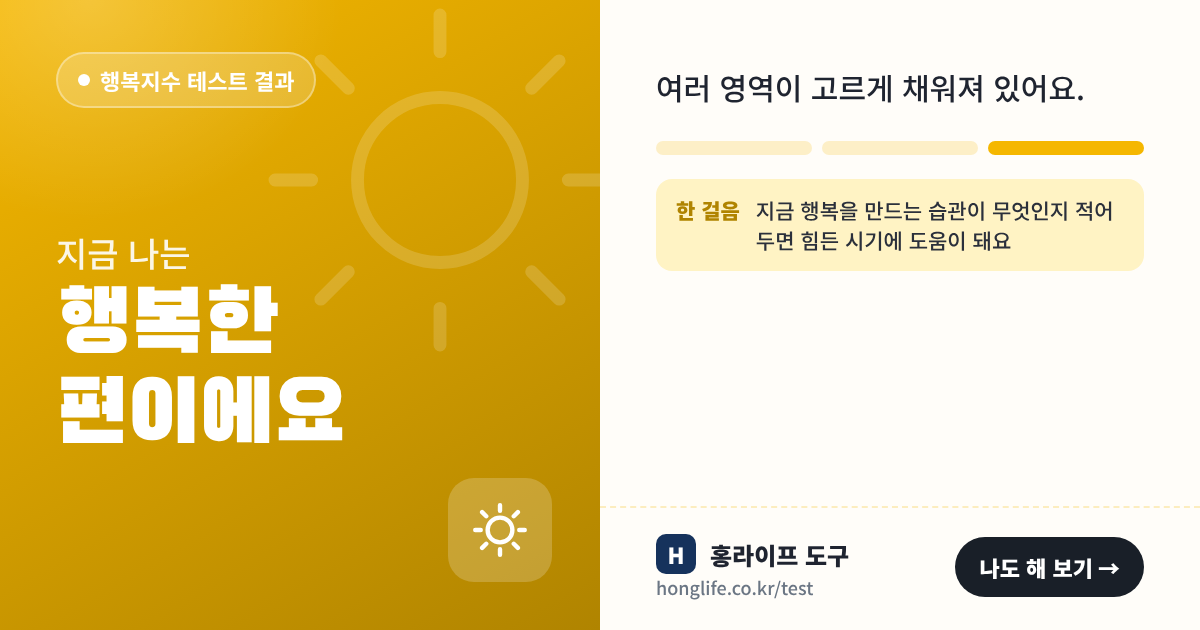 행복지수 테스트 결과
지금 나는
행복한
편이에요
여러 영역이 고르게 채워져 있어요.
한 걸음 지금 행복을 만드는 습관이 무엇인지 적어
두면 힘든 시기에 도움이 돼요
H 홍라이프 도구
honglife.co.kr/test
나도 해 보기 →